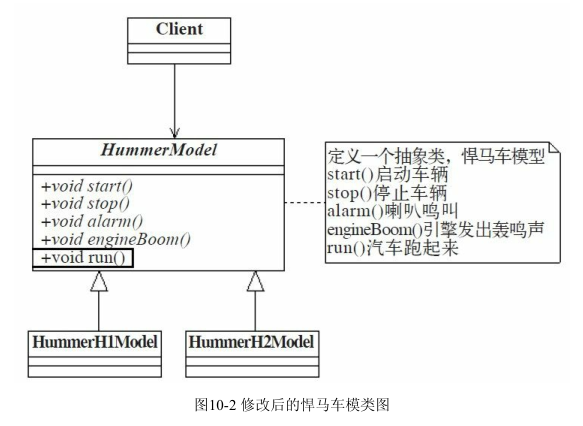 Client
HummerModel
+void start()
+void stop()
+void alarm()
+void engineBoom()
+void run()
定义一个抽象类，悍马车模型
start()启动车辆
stop()停止车辆
alarm()喇叭鸣叫
engineBoom()引擎发出轰鸣声
run()汽车跑起来
HummerH1Model
HummerH2Model
图10-2 修改后的悍马车模类图